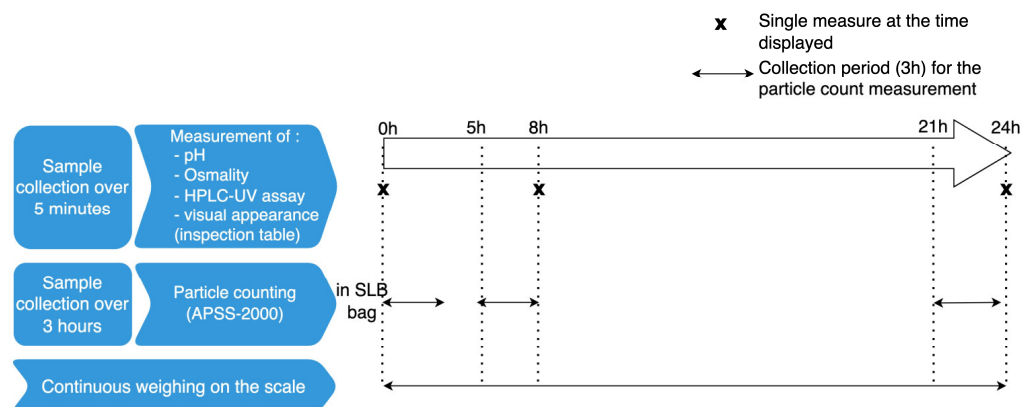 x Single measure at the time
displayed
Collection period (3h) for the
particle count measurement
0h 5h 8h 21h 24h
Sample
collection over
5 minutes
Measurement of :
- pH
- Osmality
- HPLC-UV assay
- visual appearance
(inspection table)
x x x
Sample
collection over
3 hours
Particle counting
(APSS-2000)
in SLB
bag
Continuous weighing on the scale